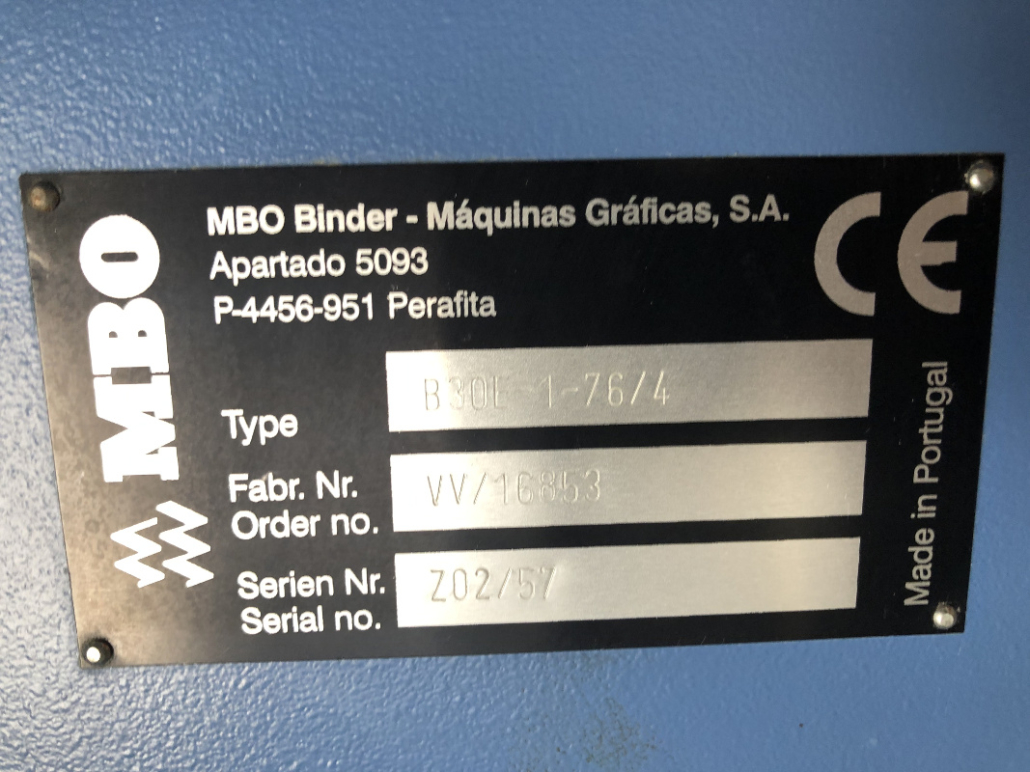 MBO
MBO Binder - Máquinas Gráficas, S.A.
Apartado 5093
P-4456-951 Perafita
CE
Type B30E-1-76/4
Fabr. Nr.
Order no. VV/16853
Serien Nr.
Serial no. Z02/57
Made in Portugal